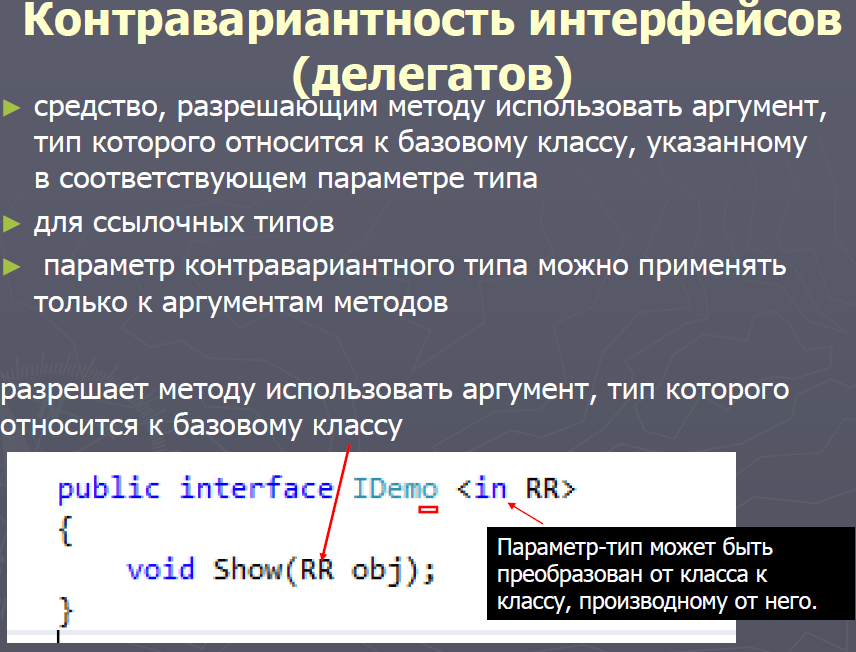 Контравариантность интерфейсов
(делегатов)
► средство, разрешающим методу использовать аргумент,
тип которого относится к базовому классу, указанному
в соответствующем параметре типа
► для ссылочных типов
► параметр контравариантного типа можно применять
только к аргументам методов
разрешает методу использовать аргумент, тип которого
относится к базовому классу
public interface IDemo <in RR>
{
void Show(RR obj);
}
Параметр-тип может быть
преобразован от класса к
классу, производному от него.